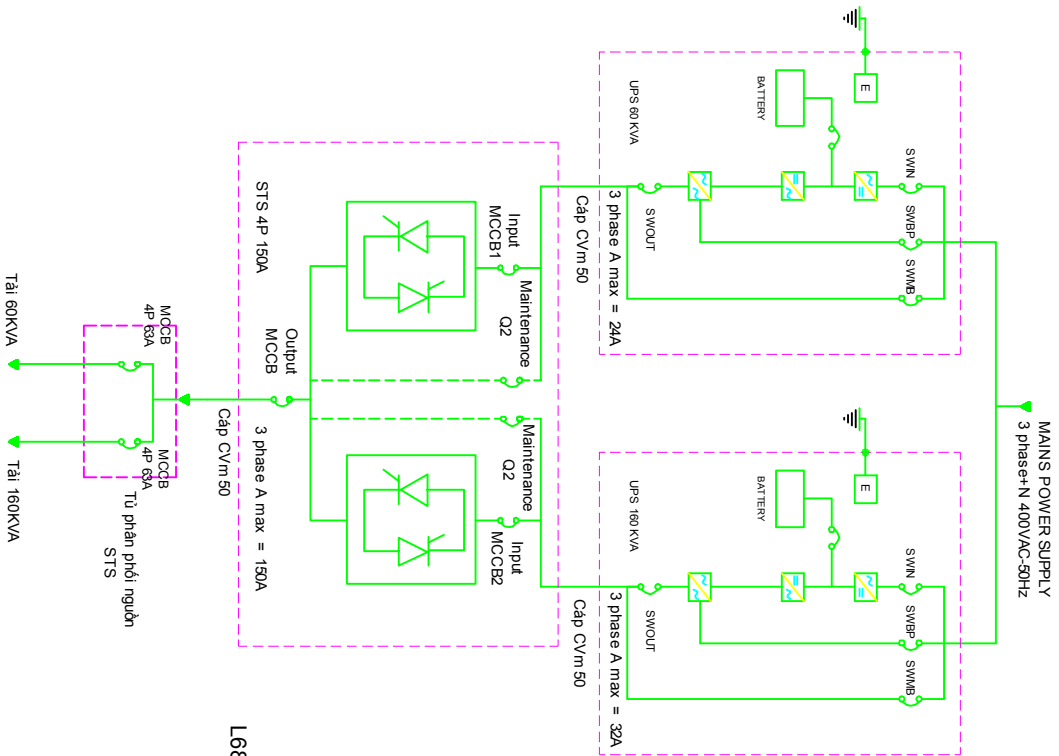 MAINS POWER SUPPLY
3 phase+N 400VAC-50Hz
E
BATTERY
UPS 60 KVA
SWIN
SWBP
SWMB
SWOUT
3 phase A max = 24A
Cáp CVm 50
E
BATTERY
UPS 160 KVA
SWIN
SWBP
SWMB
SWOUT
3 phase A max = 32A
Cáp CVm 50
STS 4P 150A
Input
MCCB1
Maintenance
Q2
Maintenance
Q2
Input
MCCB2
Output
MCCB
3 phase A max = 150A
Cáp CVm 50
MCCB
4P 63A
MCCB
4P 63A
Tủ phân phối nguồn
STS
Tải 60KVA
Tải 160KVA